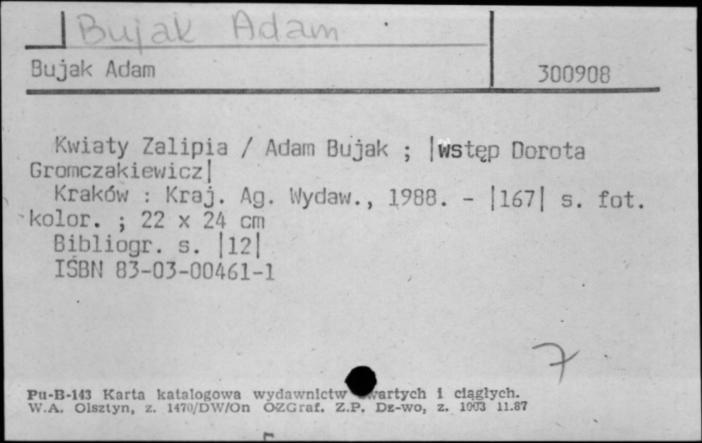 Bujak Adam
Bujak Adam 300908
Kwiaty Zalipia / Adam Bujak ; |wstęp Dorota
Gromczakiewicz|
Kraków : Kraj. Ag. Wydaw., 1988. - |167| s. fot.
kolor. ; 22 x 24 cm
Bibliogr. s. |12|
ISBN 83-03-00461-1
7
Pu-B-143 Karta katalogowa wydawnictw zwartych i ciągłych.
W.A. Olsztyn, z. 1470/DW/On OZGraf. Z.P. Dz-wo, z. 1003 11.87